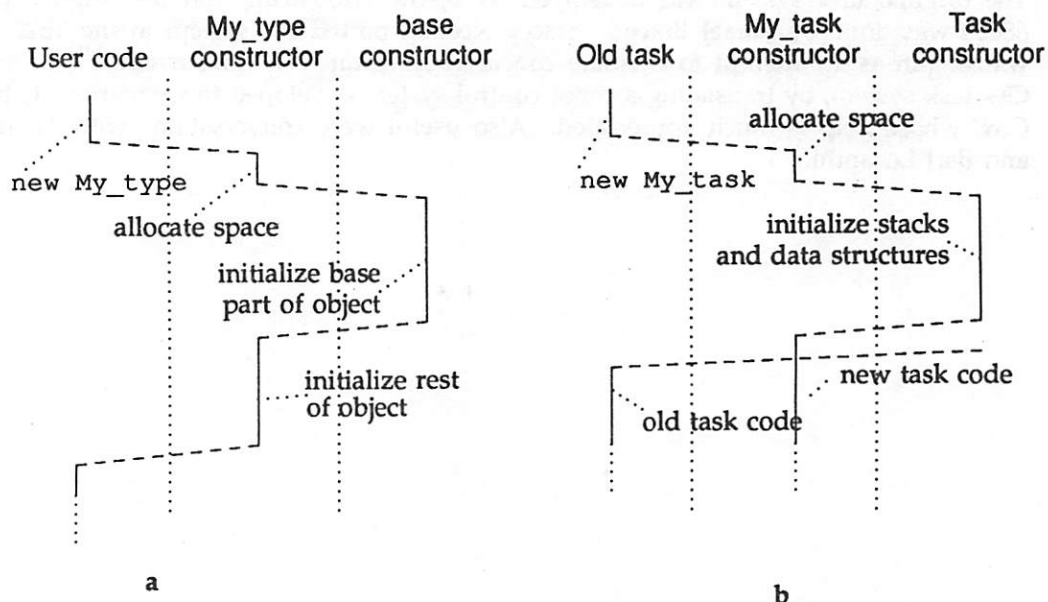 My_type
base
User code
constructor
constructor
new My_type
allocate space
initialize base
part of object
initialize rest
of object
a
My_task
Task
Old task
constructor
constructor
allocate space
new My_task
initialize stacks
and data structures
new task code
old task code
b